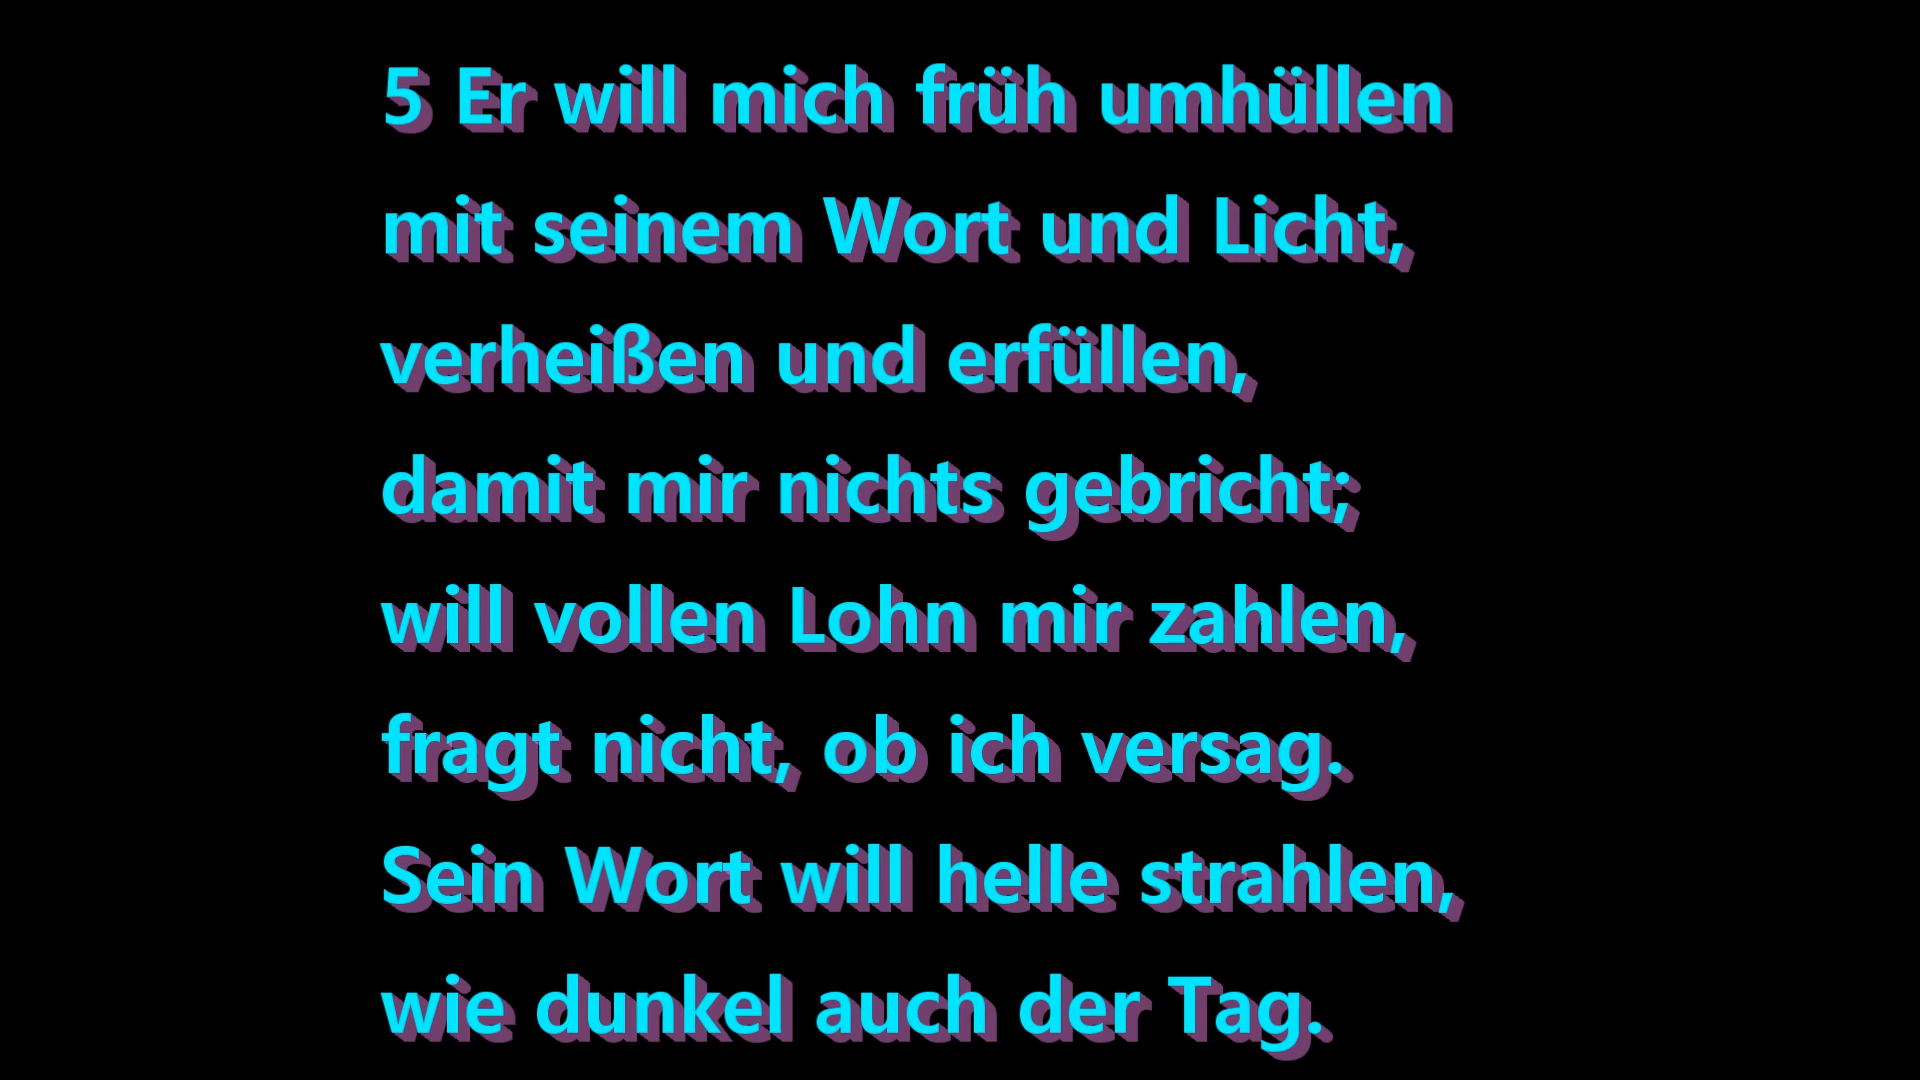 5 Er will mich früh umhüllen
mit seinem Wort und Licht,
verheißen und erfüllen,
damit mir nichts gebricht;
will vollen Lohn mir zahlen,
fragt nicht, ob ich versag.
Sein Wort will helle strahlen,
wie dunkel auch der Tag.